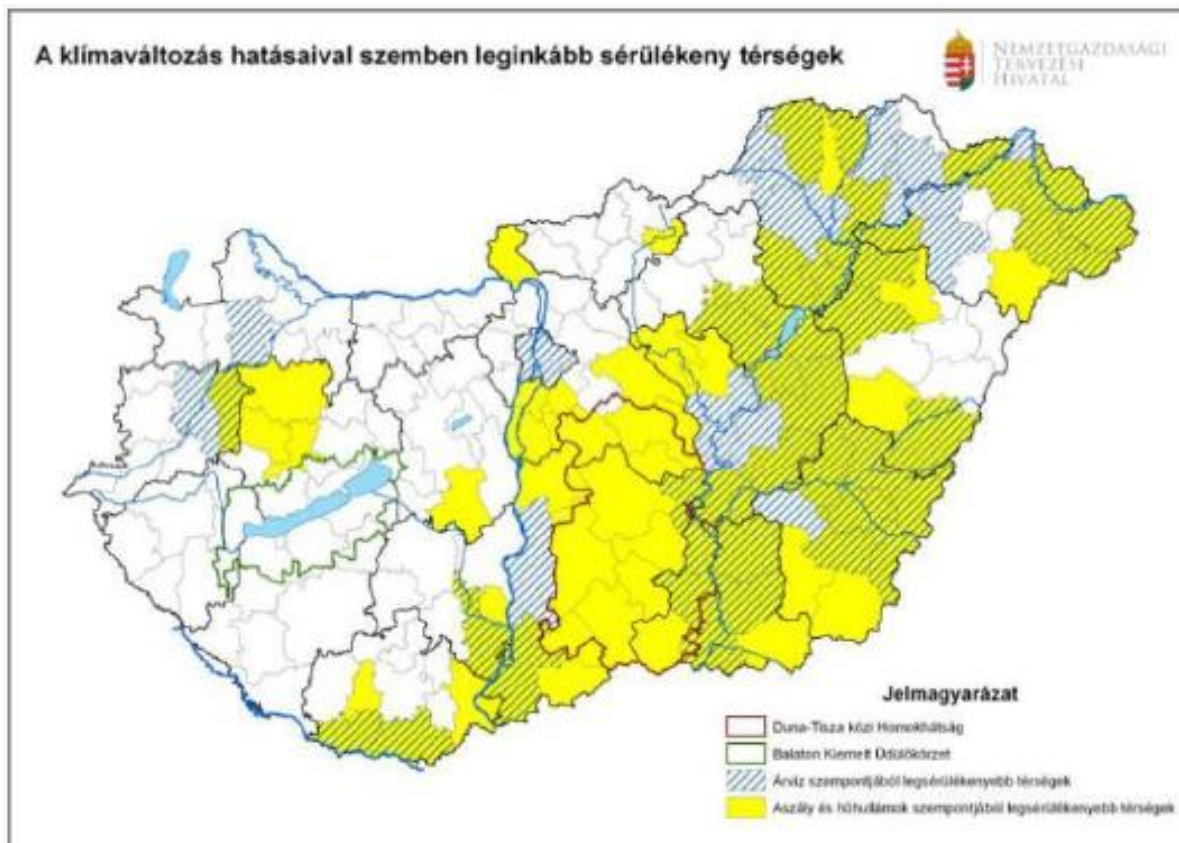 A klímaváltozás hatásaival szemben leginkább sérülékeny térségek
NEMZETGAZDASÁGI
TERVEZÉSI
HIVATAL
Jelmagyarázat
Duna-Tisza közi Homokhátság
Balaton Kiemelt Üdülőkörzet
Árvíz szempontjából legsérülékenyebb térségek
Aszály és hőhullámok szempontjából legsérülékenyebb térségek